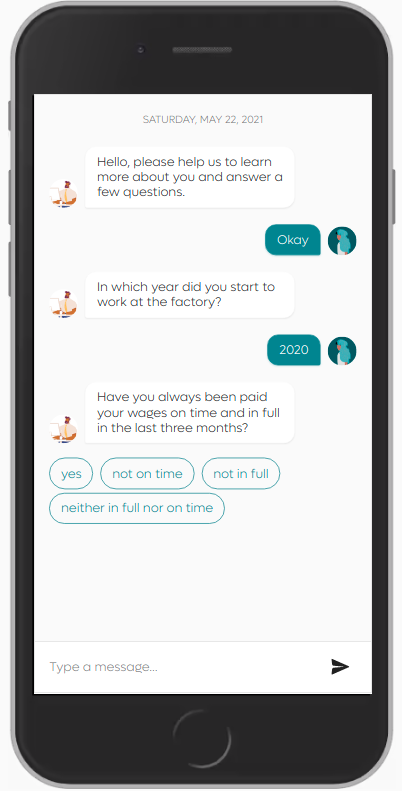 SATURDAY, MAY 22, 2021
Hello, please help us to learn
more about you and answer a
few questions.
Okay
In which year did you start to
work at the factory?
2020
Have you always been paid
your wages on time and in full
in the last three months?
yes
not on time
not in full
neither in full nor on time
Type a message...